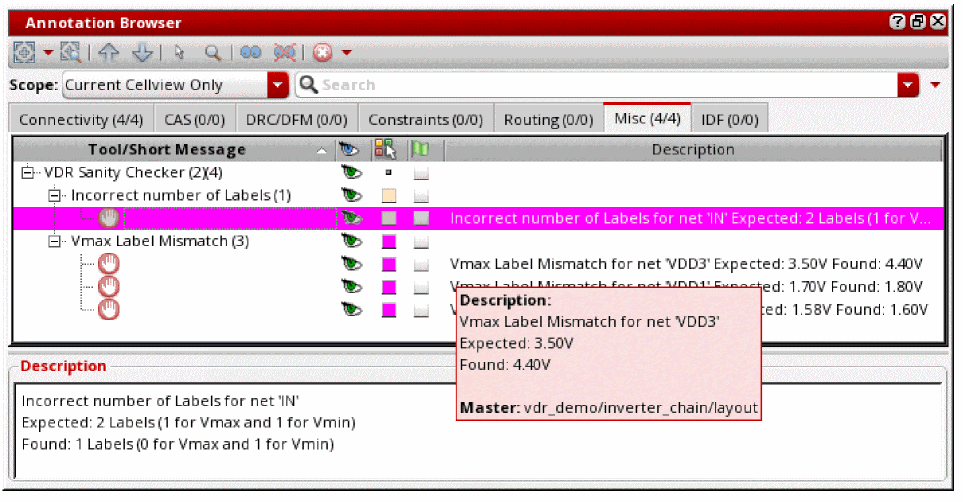 Annotation Browser
Scope: Current Cellview Only Search
Connectivity (4/4) CAS (0/0) DRC/DFM (0/0) Constraints (0/0) Routing (0/0) Misc (4/4) IDF (0/0)
Tool/Short Message Description
VDR Sanity Checker (2)(4)
Incorrect number of Labels (1)
Incorrect number of Labels for net 'IN' Expected: 2 Labels (1 for V...
Vmax Label Mismatch (3)
Vmax Label Mismatch for net 'VDD3' Expected: 3.50V Found: 4.40V
Vmax Label Mismatch for net 'VDD1' Expected: 1.70V Found: 1.80V
ted: 1.58V Found: 1.60V
Description:
Vmax Label Mismatch for net 'VDD3'
Expected: 3.50V
Found: 4.40V
Master: vdr_demo/inverter_chain/layout
Description
Incorrect number of Labels for net 'IN'
Expected: 2 Labels (1 for Vmax and 1 for Vmin)
Found: 1 Labels (0 for Vmax and 1 for Vmin)